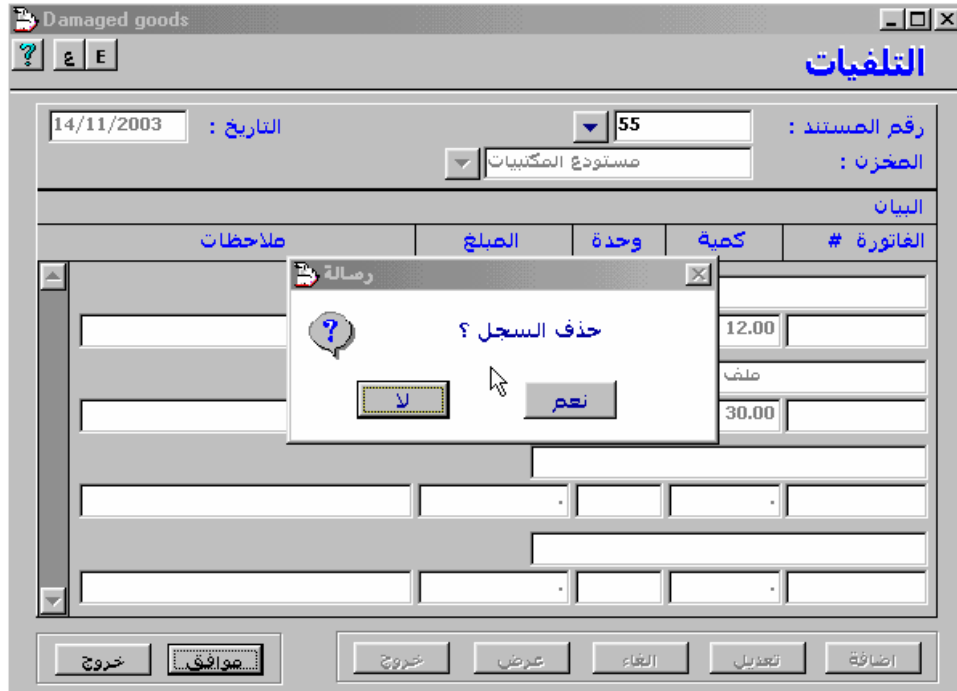 Damaged goods
? ع E
التلفيات
رقم المستند : 55 التاريخ : 14/11/2003
المخزن : مستودع المكتبيات
البيان
الفاتورة # كمية وحدة المبلغ ملاحظات
رسالة
حذف السجل ؟
نعم لا
12.00
ملف
30.00
اضافة تعديل الغاء عرض خروج موافق خروج